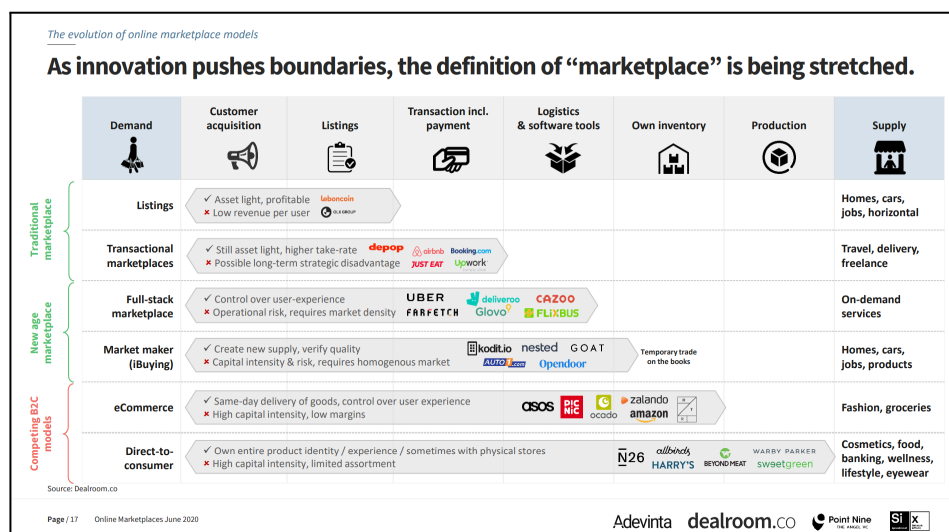 The evolution of online marketplace models
As innovation pushes boundaries, the definition of “marketplace” is being stretched.
Demand
Customer
acquisition
Listings
Transaction incl.
payment
Logistics
& software tools
Own inventory
Production
Supply
Traditional
marketplace
Listings
✓ Asset light, profitable
✗ Low revenue per user
leboncoin
OLX GROUP
Homes, cars,
jobs, horizontal
Transactional
marketplaces
✓ Still asset light, higher take-rate
✗ Possible long-term strategic disadvantage
depop
airbnb
Booking.com
JUST EAT
Upwork
Travel, delivery,
freelance
New age
marketplace
Full-stack
marketplace
✓ Control over user-experience
✗ Operational risk, requires market density
UBER
deliveroo
CAZOO
FARFETCH
Glovo
FLiXBUS
On-demand
services
Market maker
(iBuying)
✓ Create new supply, verify quality
✗ Capital intensity & risk, requires homogenous market
kodit.io
nested
GOAT
AUTO1.com
Opendoor
Temporary trade
on the books
Homes, cars,
jobs, products
Competing B2C
models
eCommerce
✓ Same-day delivery of goods, control over user experience
✗ High capital intensity, low margins
asos
PIC
NIC
ocado
zalando
amazon
Fashion, groceries
Direct-to-
consumer
✓ Own entire product identity / experience / sometimes with physical stores
✗ High capital intensity, limited assortment
N26
allbirds
HARRY'S
BEYOND MEAT
WARBY PARKER
sweetgreen
Cosmetics, food,
banking, wellness,
lifestyle, eyewear
Source: Dealroom.co
Page / 17 Online Marketplaces June 2020
Adevinta
dealroom.co
Point Nine
THE ANGEL VC
Si
X